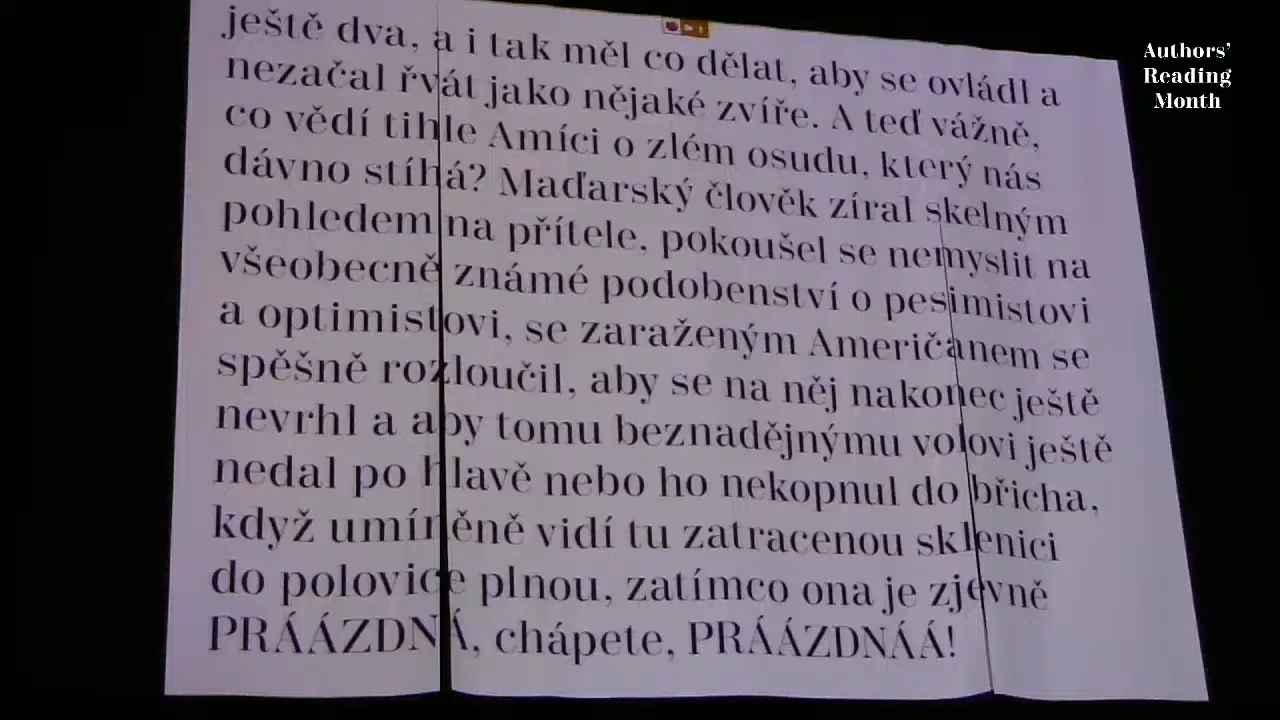 ještě dva, a i tak měl co dělat, aby se ovládl a
nezačal řvát jako nějaké zvíře. A teď vážně,
co vědí tihle Amíci o zlém osudu, který nás
dávno stíhá? Maďarský člověk zíral skelným
pohledem na přítele, pokoušel se nemyslit na
všeobecně známé podobenství o pesimistovi
a optimistovi, se zaraženým Američanem se
spěšně rozloučil, aby se na něj nakonec ještě
nevrhl a aby tomu beznadějnýmu volovi ještě
nedal po hlavě nebo ho nekopnul do břicha,
když umíněně vidí tu zatracenou sklenici
do polovice plnou, zatímco ona je zjevně
PRÁÁZDNÁ, chápete, PRÁÁZDNÁÁ!
Authors’
Reading
Month